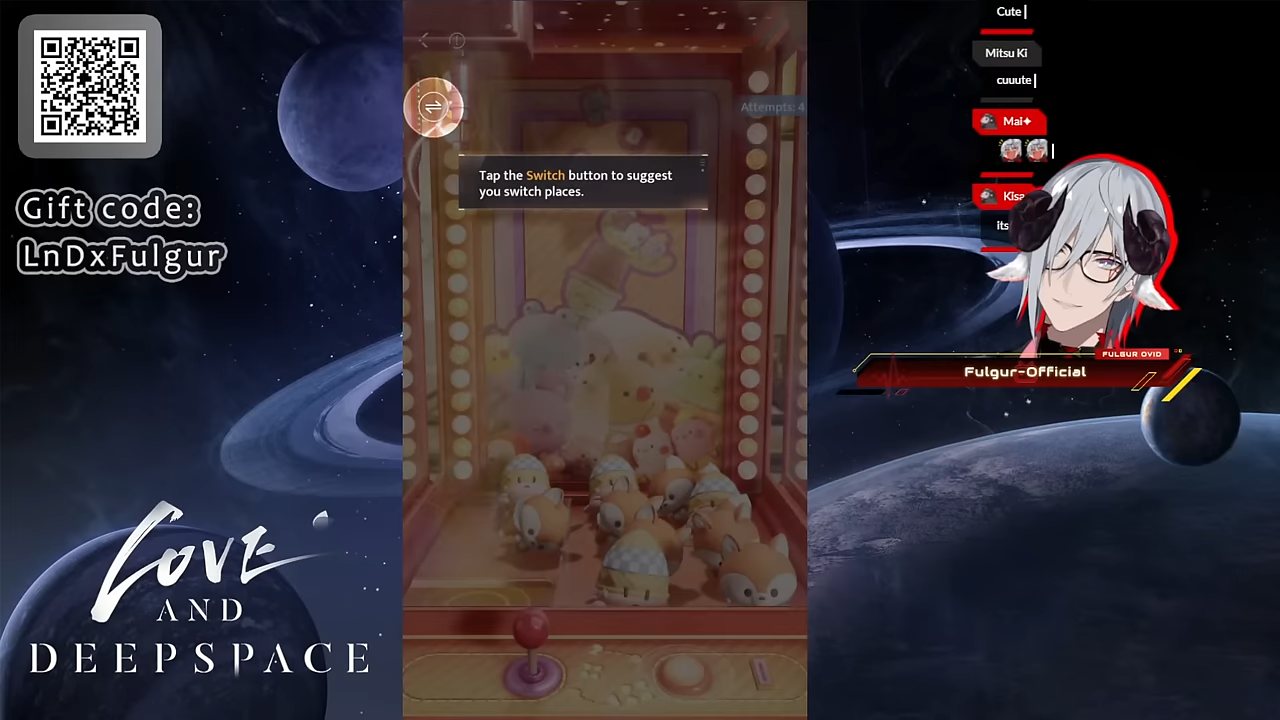 Gift code:
LnDxFulgur
LOVE
AND
DEEPSPACE
Attempts: 4
Tap the Switch button to suggest
you switch places.
Cute
Mitsu Ki
cuuute
Mai✦
Kisa
its
FULGUR OVID
Fulgur-Official